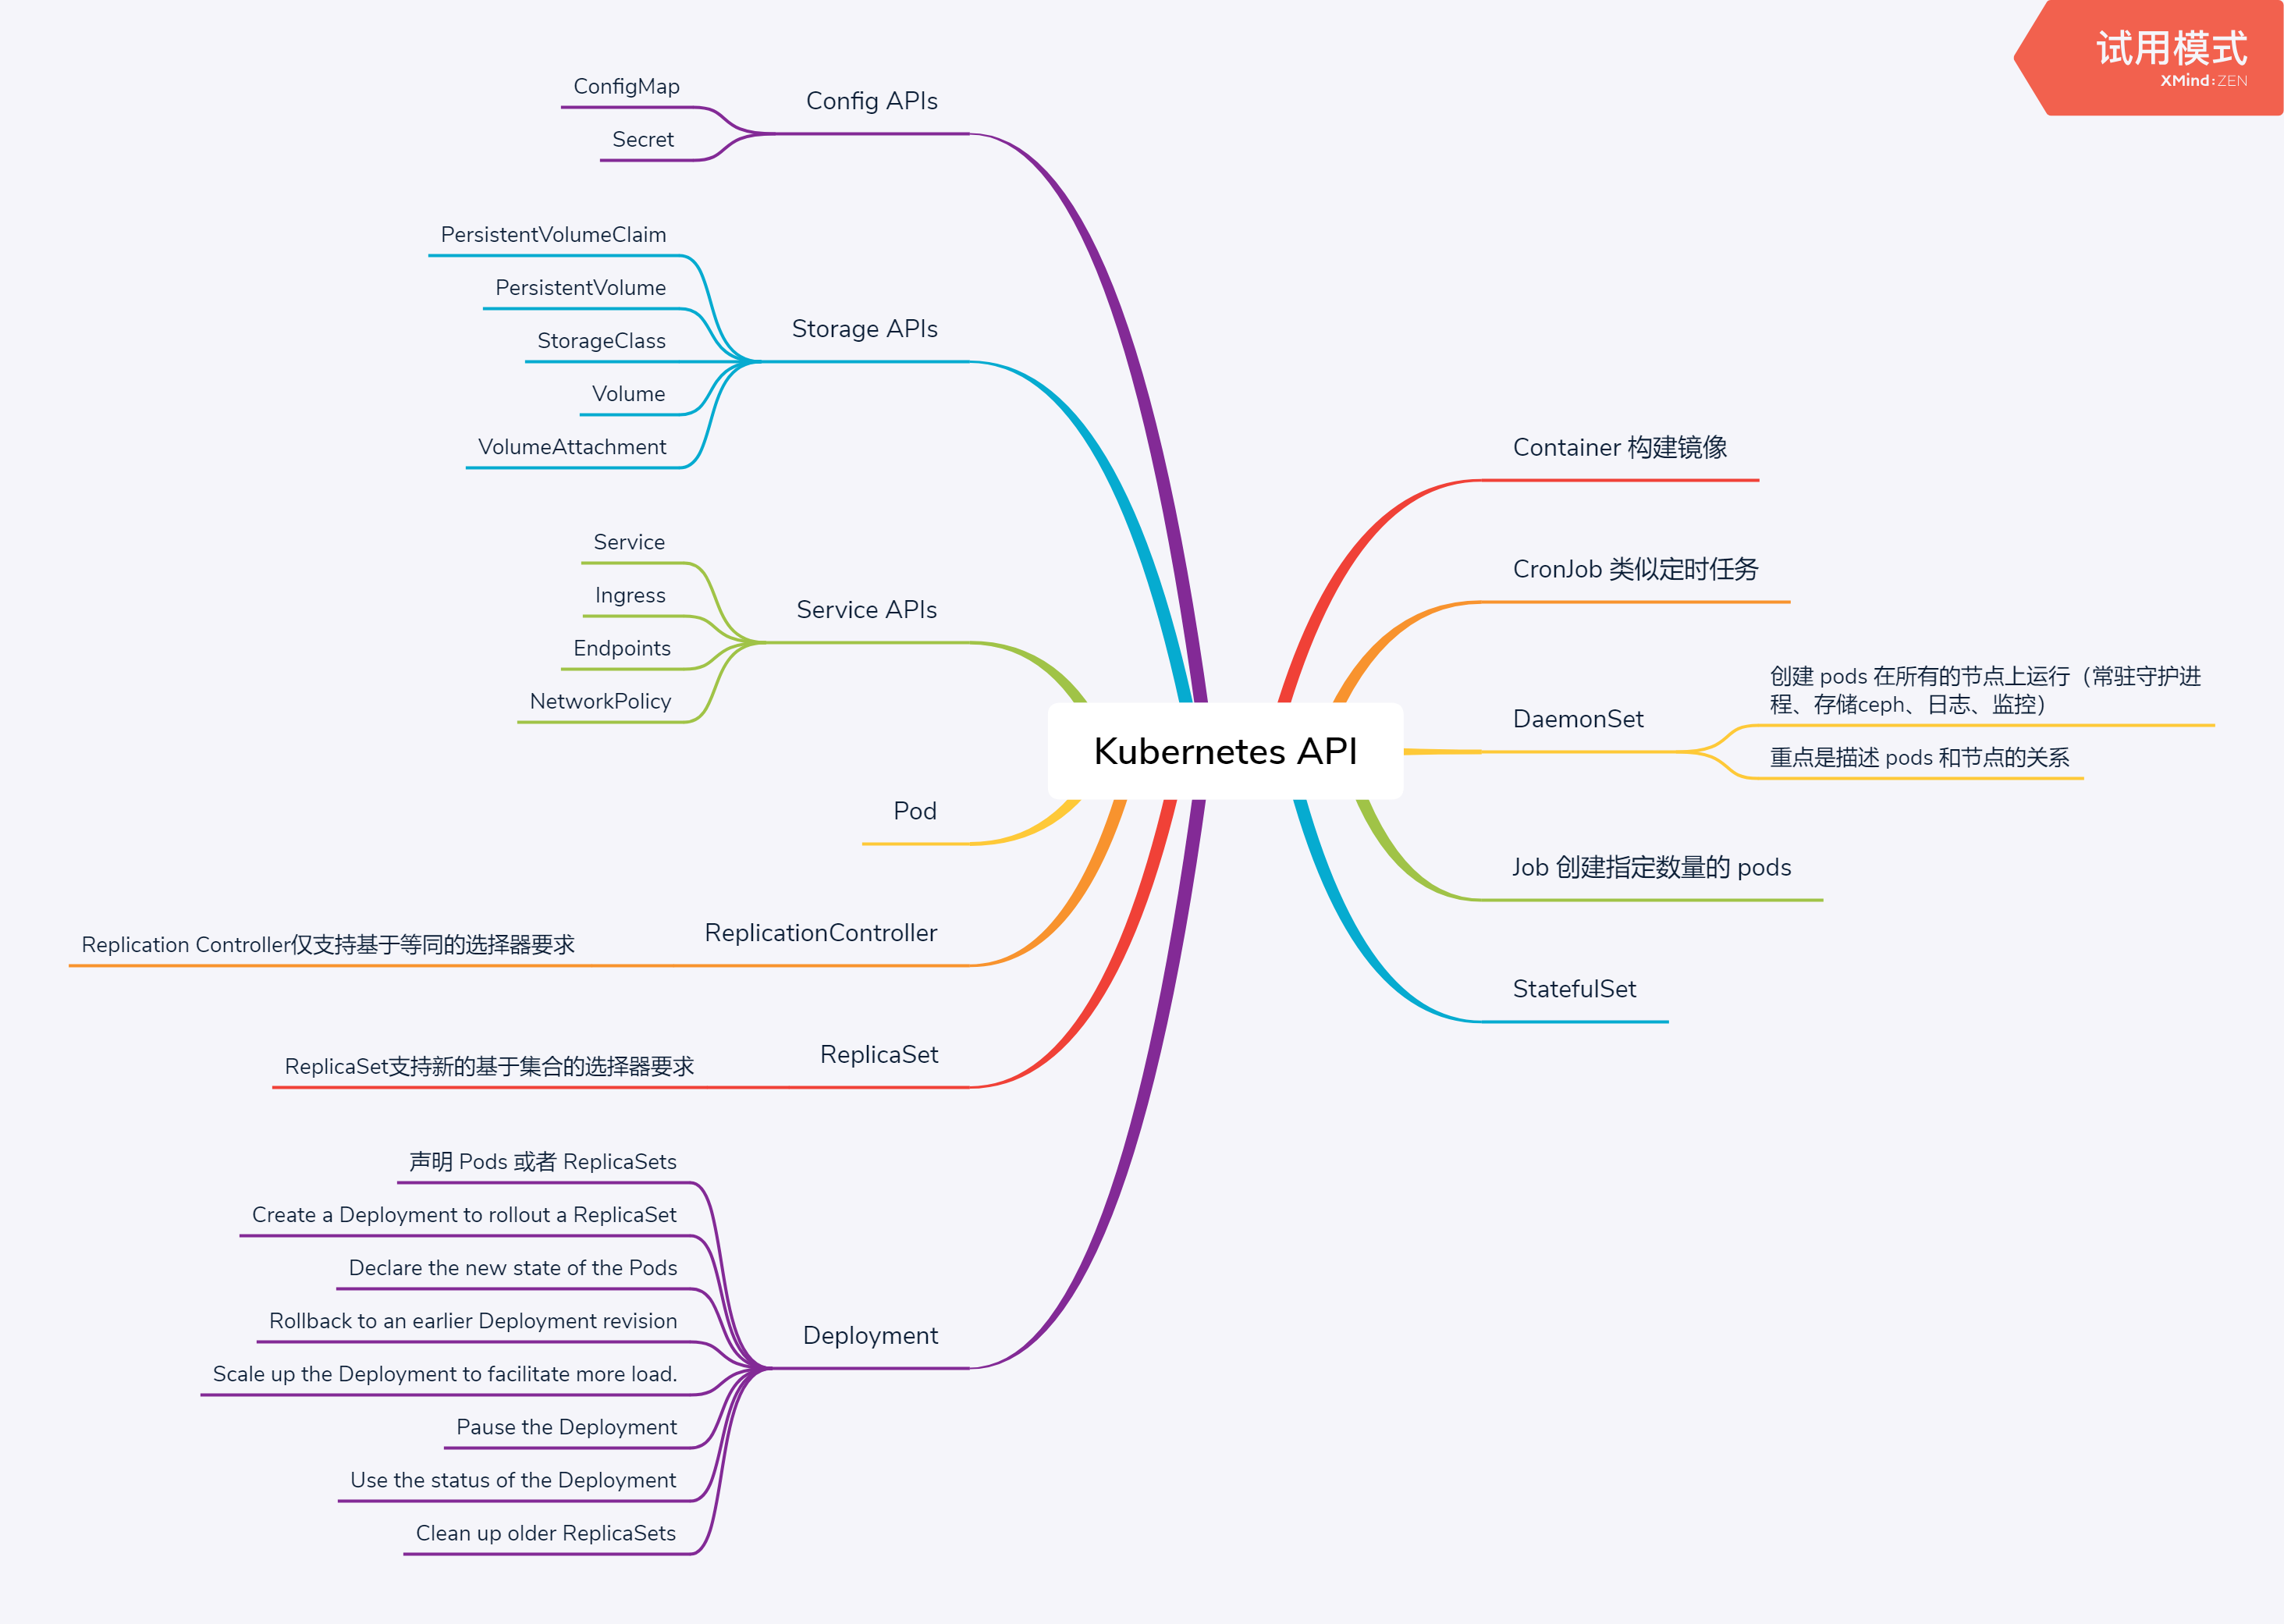 试用模式
XMind:ZEN
Kubernetes API
Container 构建镜像
CronJob 类似定时任务
DaemonSet
创建 pods 在所有的节点上运行（常驻守护进
程、存储ceph、日志、监控）
重点是描述 pods 和节点的关系
Job 创建指定数量的 pods
StatefulSet
Config APIs
ConfigMap
Secret
Storage APIs
PersistentVolumeClaim
PersistentVolume
StorageClass
Volume
VolumeAttachment
Service APIs
Service
Ingress
Endpoints
NetworkPolicy
Pod
ReplicationController
Replication Controller仅支持基于等同的选择器要求
ReplicaSet
ReplicaSet支持新的基于集合的选择器要求
Deployment
声明 Pods 或者 ReplicaSets
Create a Deployment to rollout a ReplicaSet
Declare the new state of the Pods
Rollback to an earlier Deployment revision
Scale up the Deployment to facilitate more load.
Pause the Deployment
Use the status of the Deployment
Clean up older ReplicaSets